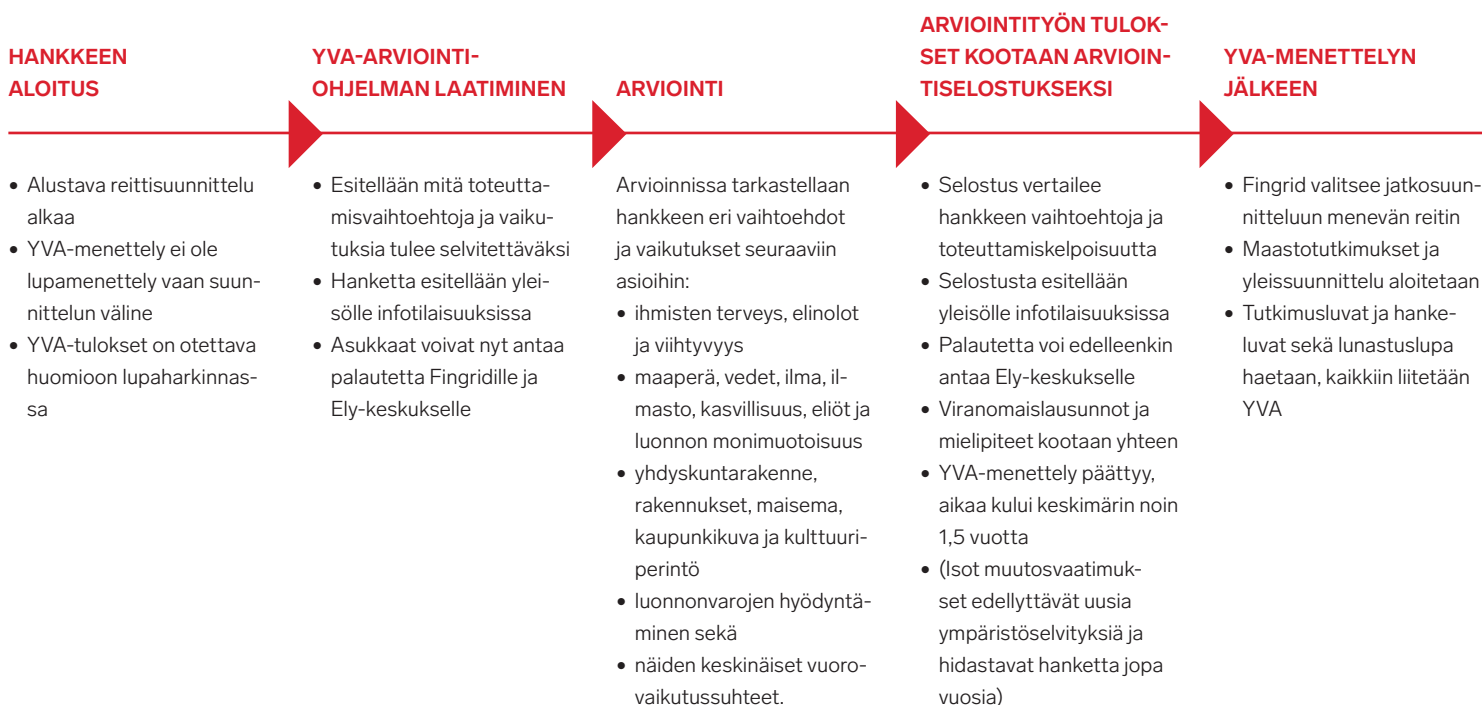 HANKKEEN
ALOITUS
• Alustava reittisuunnittelu
alkaa
• YVA-menettely ei ole
lupamenettely vaan suun-
nittelun väline
• YVA-tulokset on otettava
huomioon lupaharkinnas-
sa
YVA-ARVIOINTI-
OHJELMAN LAATIMINEN
• Esitellään mitä toteutta-
misvaihtoehtoja ja vaiku-
tuksia tulee selvitettäväksi
• Hanketta esitellään ylei-
sölle infotilaisuuksissa
• Asukkaat voivat nyt antaa
palautetta Fingridille ja
Ely-keskukselle
ARVIOINTI
Arvioinnissa tarkastellaan
hankkeen eri vaihtoehdot
ja vaikutukset seuraaviin
asioihin:
• ihmisten terveys, elinolot
ja viihtyvyys
• maaperä, vedet, ilma, il-
masto, kasvillisuus, eliöt ja
luonnon monimuotoisuus
• yhdyskuntarakenne,
rakennukset, maisema,
kaupunkikuva ja kulttuuri-
perintö
• luonnonvarojen hyödyntä-
minen sekä
• näiden keskinäiset vuoro-
vaikutussuhteet.
ARVIOINTITYÖN TULOK-
SET KOOTAAN ARVIOIN-
TISELOSTUKSEKSI
• Selostus vertailee
hankkeen vaihtoehtoja ja
toteuttamiskelpoisuutta
• Selostusta esitellään
yleisölle infotilaisuuksissa
• Palautetta voi edelleenkin
antaa Ely-keskukselle
• Viranomaislausunnot ja
mielipiteet kootaan yhteen
• YVA-menettely päättyy,
aikaa kului keskimärin noin
1,5 vuotta
• (Isot muutosvaatimuk-
set edellyttävät uusia
ympäristöselvityksiä ja
hidastavat hanketta jopa
vuosia)
YVA-MENETTELYN
JÄLKEEN
• Fingrid valitsee jatkosuun-
nitteluun menevän reitin
• Maastotutkimukset ja
yleissuunnittelu aloitetaan
• Tutkimusluvat ja hanke-
luvat sekä lunastuslupa
haetaan, kaikkiin liitetään
YVA